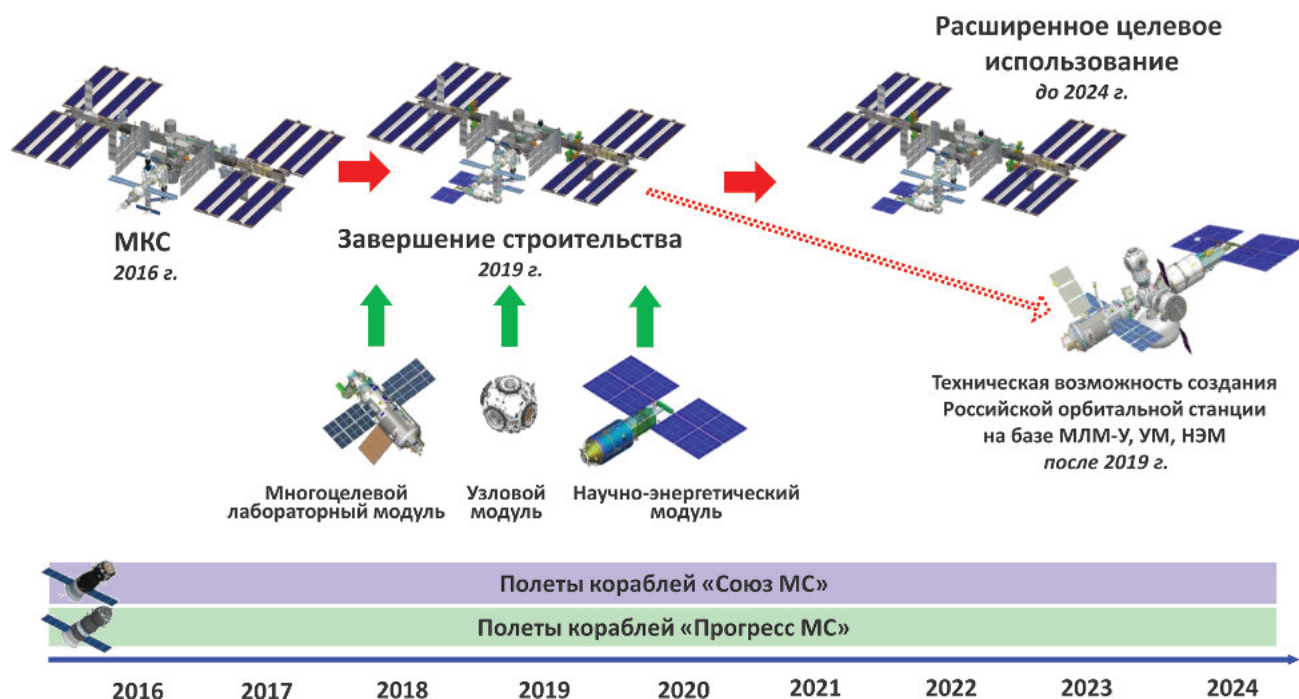 Расширенное целевое
использование
до 2024 г.
МКС
2016 г.
Завершение строительства
2019 г.
Техническая возможность создания
Российской орбитальной станции
на базе МЛМ-У, УМ, НЭМ
после 2019 г.
Многоцелевой
лабораторный модуль
Узловой
модуль
Научно-энергетический
модуль
Полеты кораблей «Союз МС»
Полеты кораблей «Прогресс МС»
2016 2017 2018 2019 2020 2021 2022 2023 2024